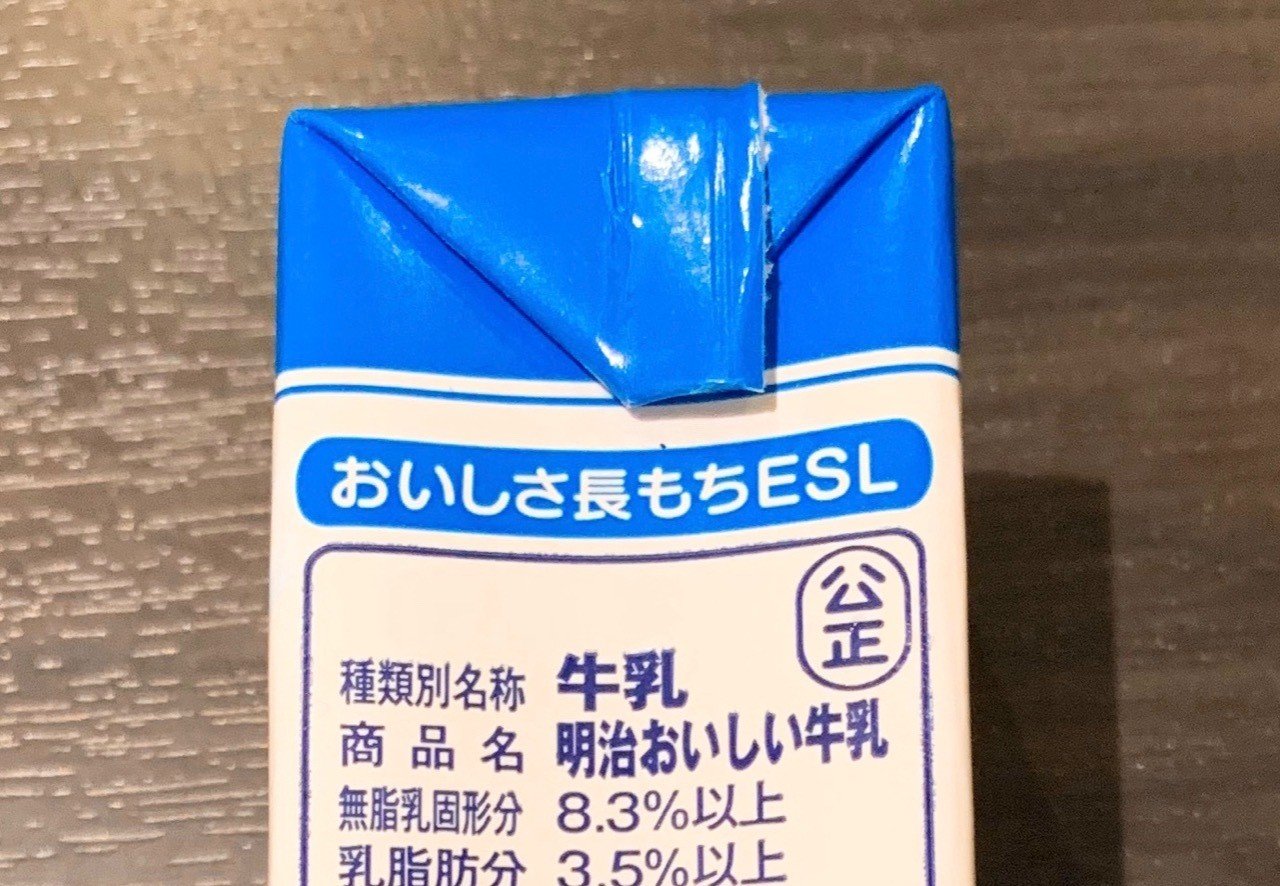 おいしさ長もちESL
公正
種類別名称 牛乳
商品名 明治おいしい牛乳
無脂乳固形分 8.3%以上
乳脂肪分 3.5%以上